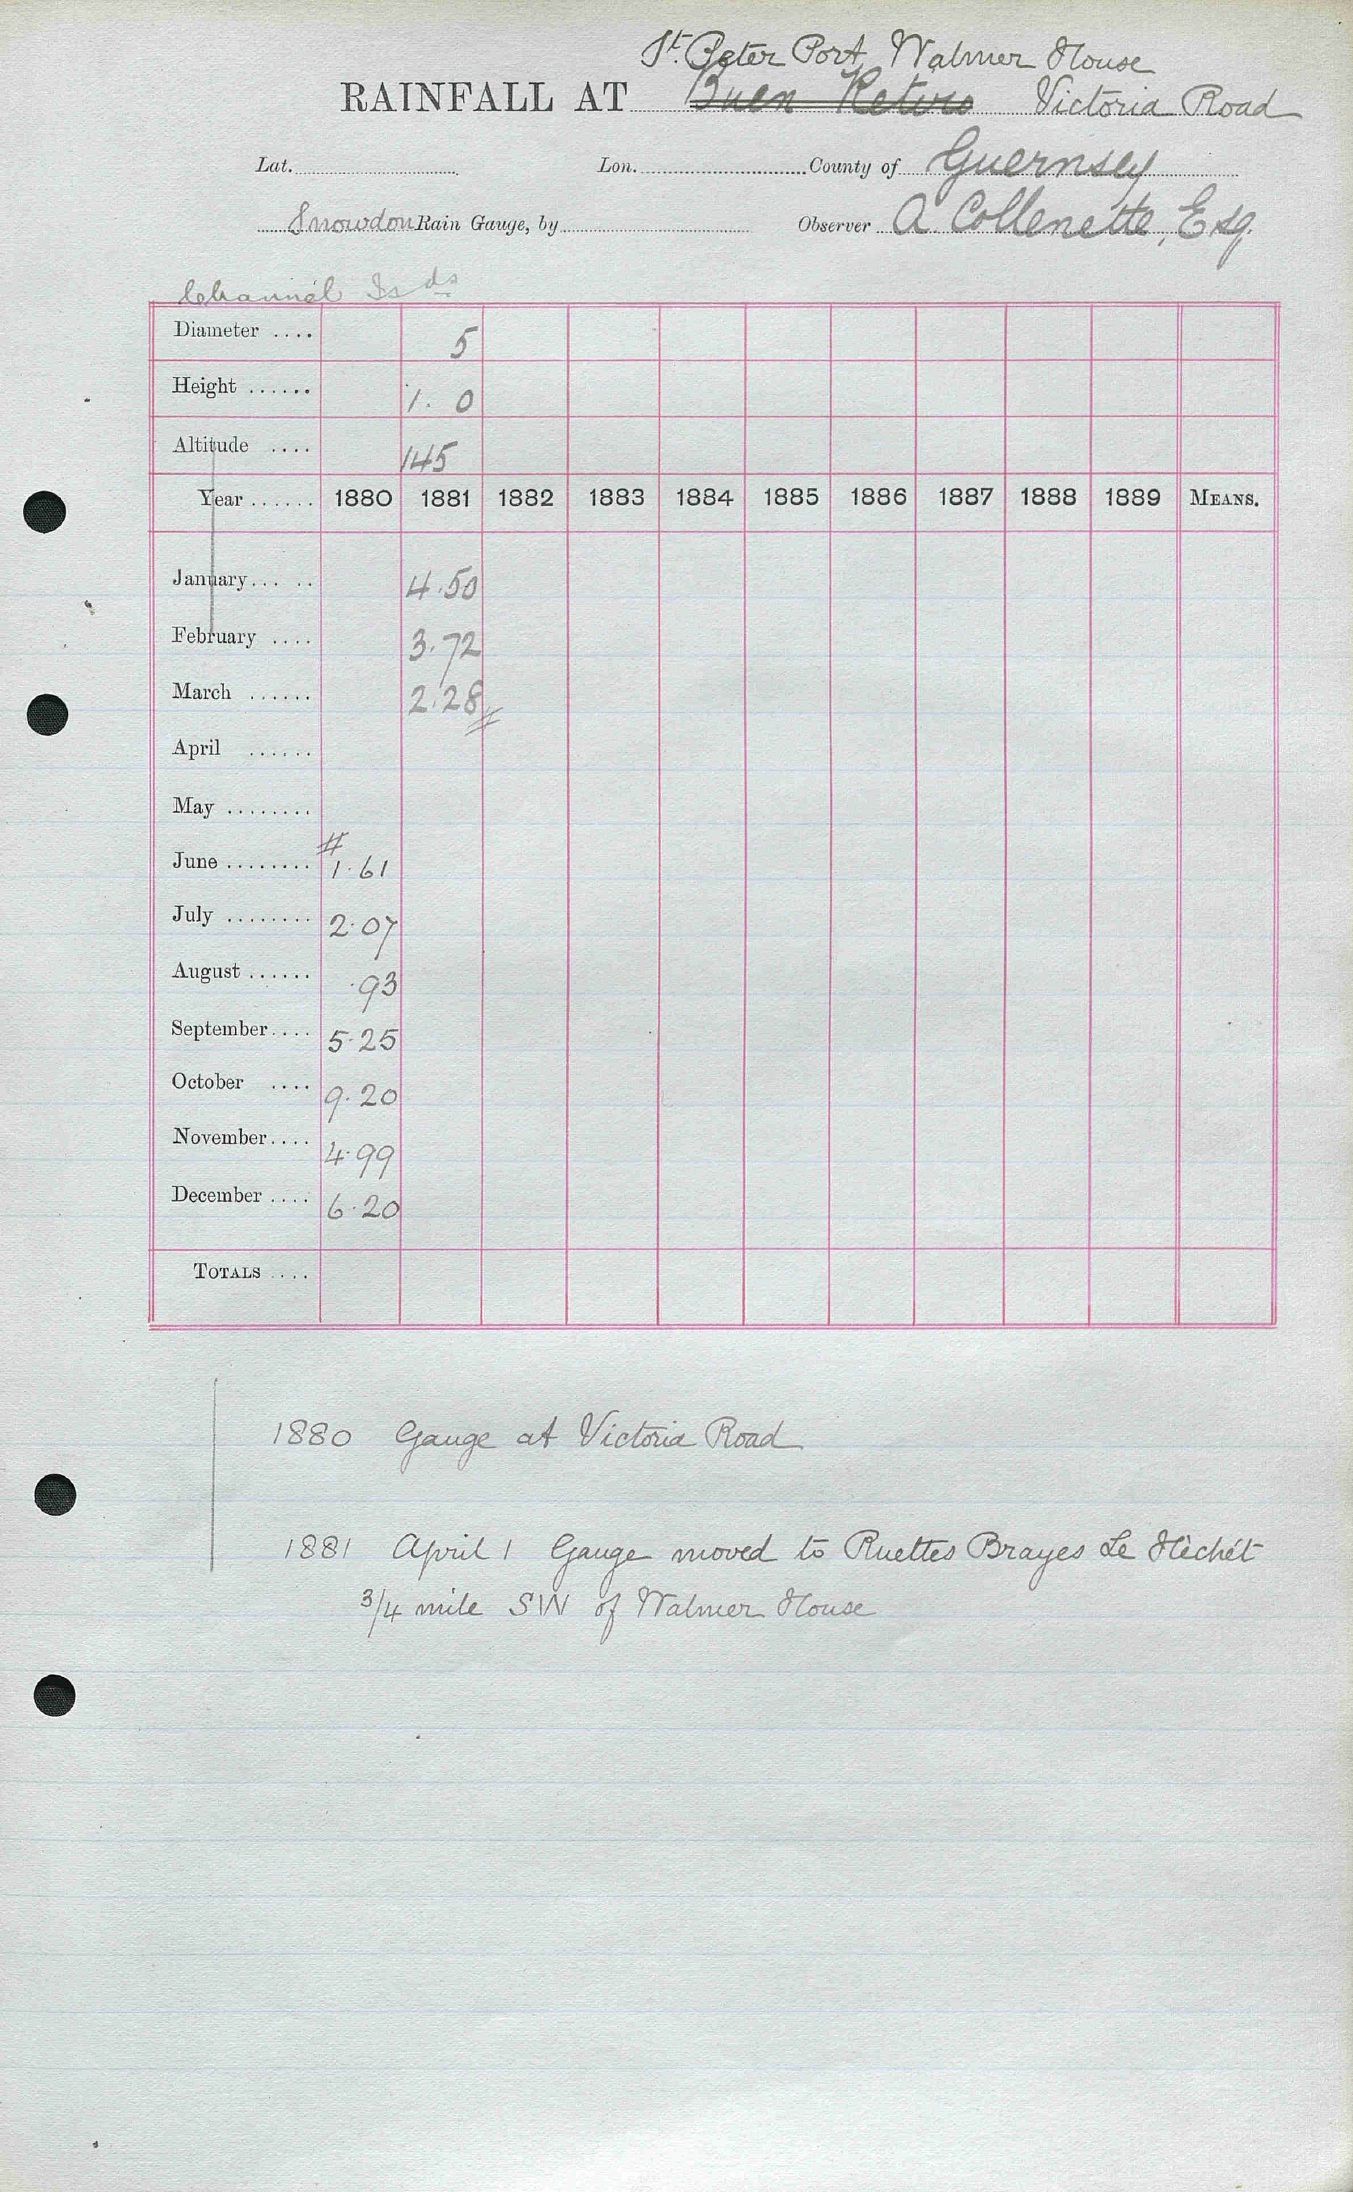 St. Peter Port, Walmer House
RAINFALL AT Buen Retiro Victoria Road
Lat. Lon. County of Guernsey
Snowdon Rain Gauge, by Observer A. Collenette, Esq.
Channel Isds
Diameter .... 5
Height ...... 1. 0
Altitude .... 145
Year ...... 1880 1881 1882 1883 1884 1885 1886 1887 1888 1889 MEANS.
January... .. 4.50
February .... 3.72
March ...... 2.28
April ......
May ........
June ........ 1.61
July ........ 2.07
August ...... .93
September.... 5.25
October .... 9.20
November.... 4.99
December .... 6.20
TOTALS ....
1880 Gauge at Victoria Road
1881 April 1 Gauge moved to Ruettes Brayes Le Hèchét
3/4 mile SW of Walmer House